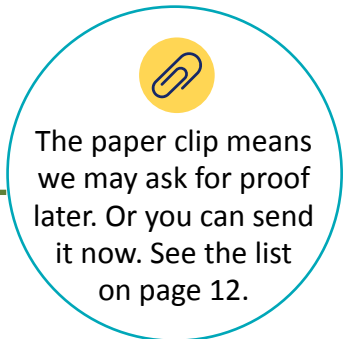 The paper clip means
we may ask for proof
later. Or you can send
it now. See the list
on page 12.